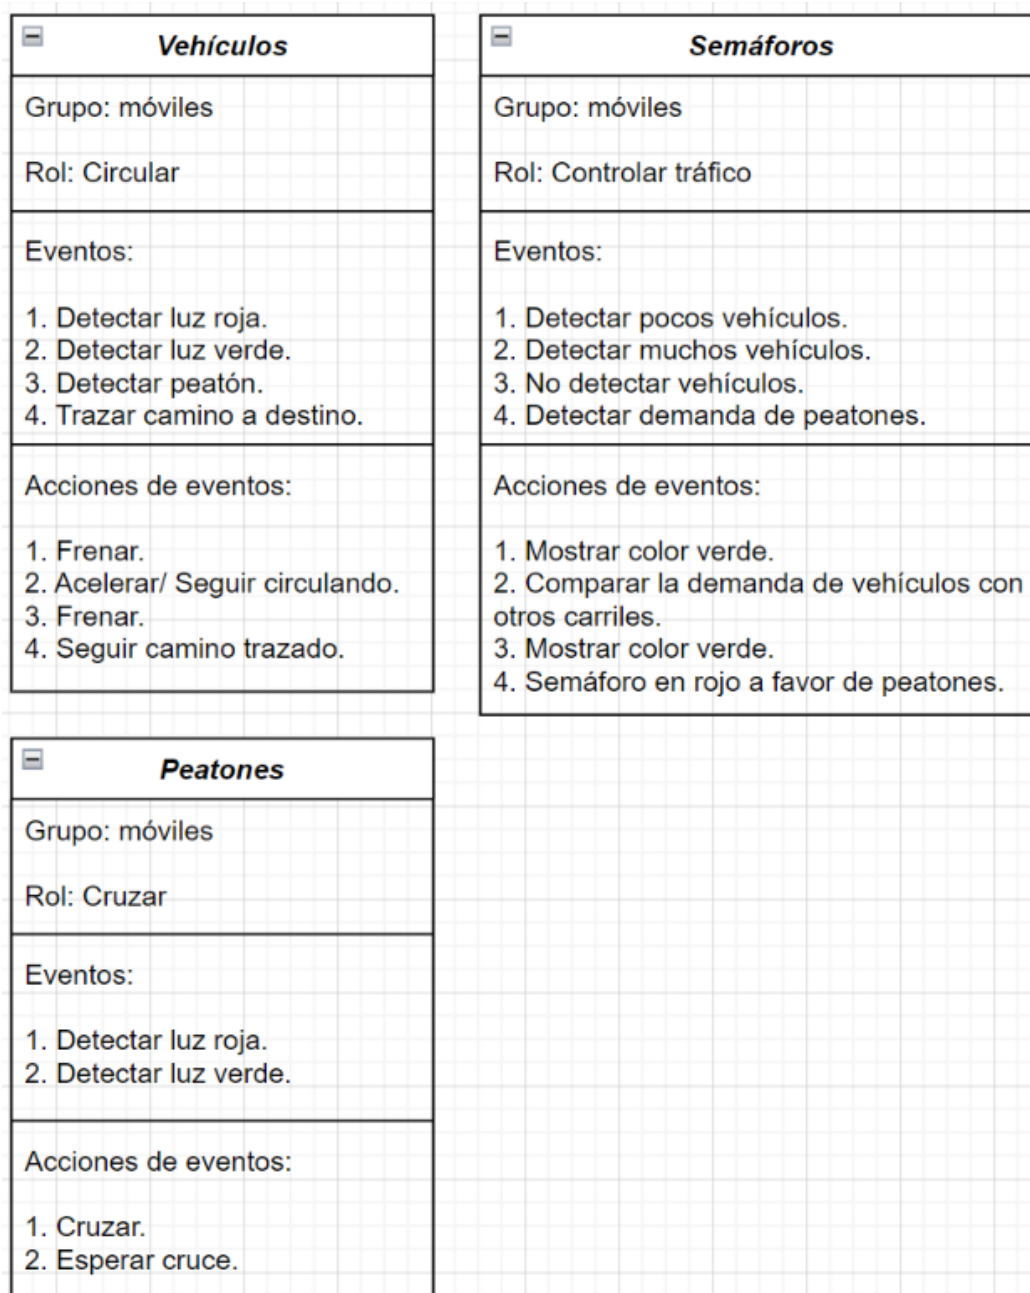 Vehículos
Grupo: móviles
Rol: Circular
Eventos:
1. Detectar luz roja.
2. Detectar luz verde.
3. Detectar peatón.
4. Trazar camino a destino.
Acciones de eventos:
1. Frenar.
2. Acelerar/ Seguir circulando.
3. Frenar.
4. Seguir camino trazado.
Semáforos
Grupo: móviles
Rol: Controlar tráfico
Eventos:
1. Detectar pocos vehículos.
2. Detectar muchos vehículos.
3. No detectar vehículos.
4. Detectar demanda de peatones.
Acciones de eventos:
1. Mostrar color verde.
2. Comparar la demanda de vehículos con
otros carriles.
3. Mostrar color verde.
4. Semáforo en rojo a favor de peatones.
Peatones
Grupo: móviles
Rol: Cruzar
Eventos:
1. Detectar luz roja.
2. Detectar luz verde.
Acciones de eventos:
1. Cruzar.
2. Esperar cruce.